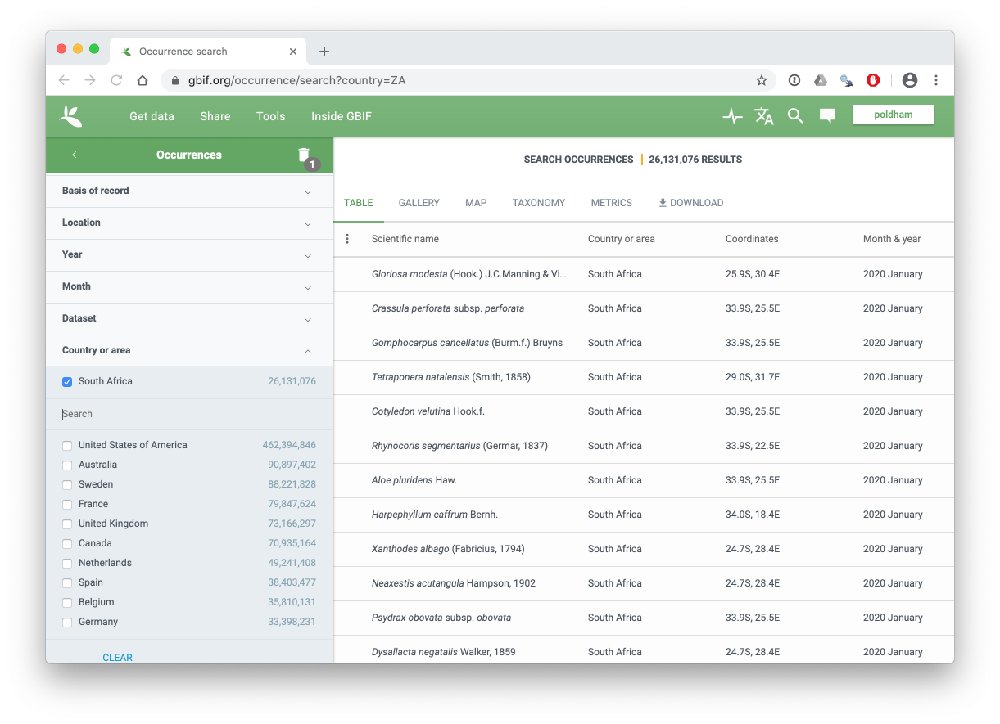 Occurrence search
gbif.org/occurrence/search?country=ZA
Get data Share Tools Inside GBIF poldham
Occurrences 1
Basis of record
Location
Year
Month
Dataset
Country or area
South Africa 26,131,076
Search
United States of America 462,394,846
Australia 90,897,402
Sweden 88,221,828
France 79,847,624
United Kingdom 73,166,297
Canada 70,935,164
Netherlands 49,241,408
Spain 38,403,477
Belgium 35,810,131
Germany 33,398,231
CLEAR
SEARCH OCCURRENCES | 26,131,076 RESULTS
TABLE GALLERY MAP TAXONOMY METRICS DOWNLOAD
Scientific name Country or area Coordinates Month & year
Gloriosa modesta (Hook.) J.C.Manning & Vi... South Africa 25.9S, 30.4E 2020 January
Crassula perforata subsp. perforata South Africa 33.9S, 25.5E 2020 January
Gomphocarpus cancellatus (Burm.f.) Bruyns South Africa 33.9S, 25.5E 2020 January
Tetraponera natalensis (Smith, 1858) South Africa 29.0S, 31.7E 2020 January
Cotyledon velutina Hook.f. South Africa 33.9S, 25.5E 2020 January
Rhynocoris segmentarius (Germar, 1837) South Africa 33.9S, 22.5E 2020 January
Aloe pluridens Haw. South Africa 33.9S, 25.5E 2020 January
Harpephyllum caffrum Bernh. South Africa 34.0S, 18.4E 2020 January
Xanthodes albago (Fabricius, 1794) South Africa 24.7S, 28.4E 2020 January
Neaxestis acutangula Hampson, 1902 South Africa 24.7S, 28.4E 2020 January
Psydrax obovata subsp. obovata South Africa 33.9S, 25.5E 2020 January
Dysallacta negatalis Walker, 1859 South Africa 24.7S, 28.4E 2020 January